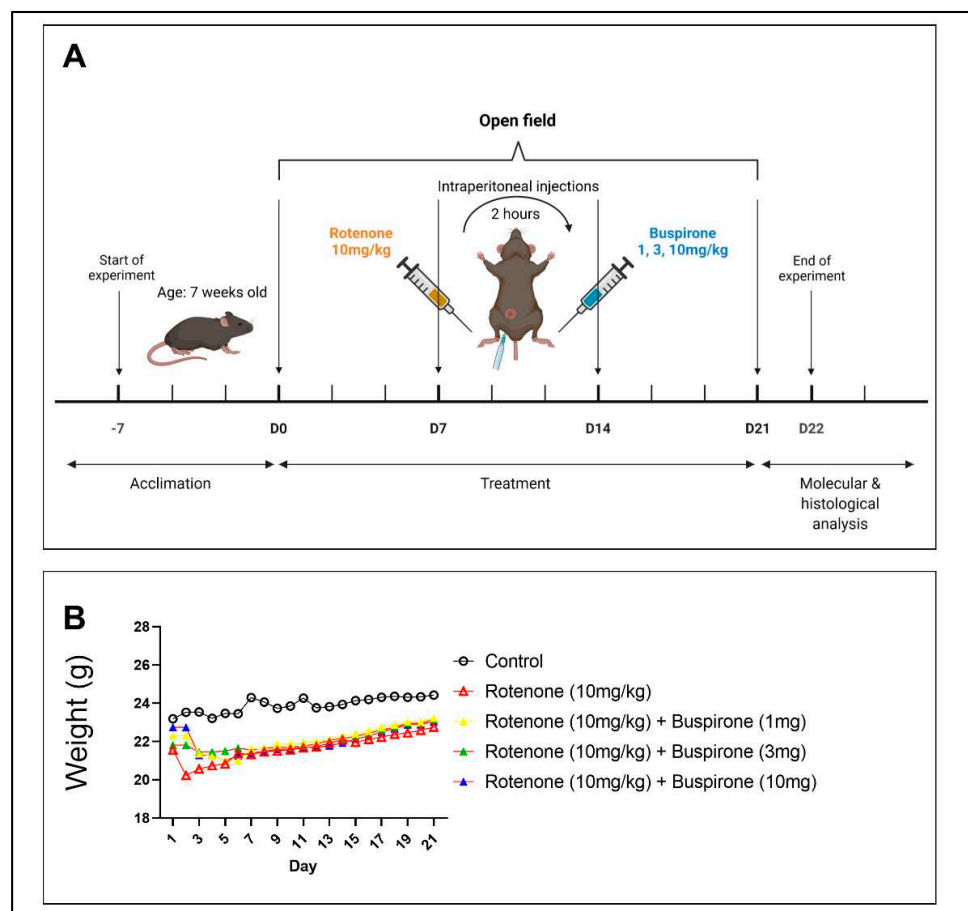 A
Open field
Intraperitoneal injections
2 hours
Rotenone
10mg/kg
Buspirone
1, 3, 10mg/kg
Start of
experiment
Age: 7 weeks old
End of
experiment
-7
D0
D7
D14
D21
D22
Acclimation
Treatment
Molecular &
histological
analysis
B
Weight (g)
28
26
24
22
20
18
1
3
5
7
9
11
13
15
17
19
21
Day
Control
Rotenone (10mg/kg)
Rotenone (10mg/kg) + Buspirone (1mg)
Rotenone (10mg/kg) + Buspirone (3mg)
Rotenone (10mg/kg) + Buspirone (10mg)